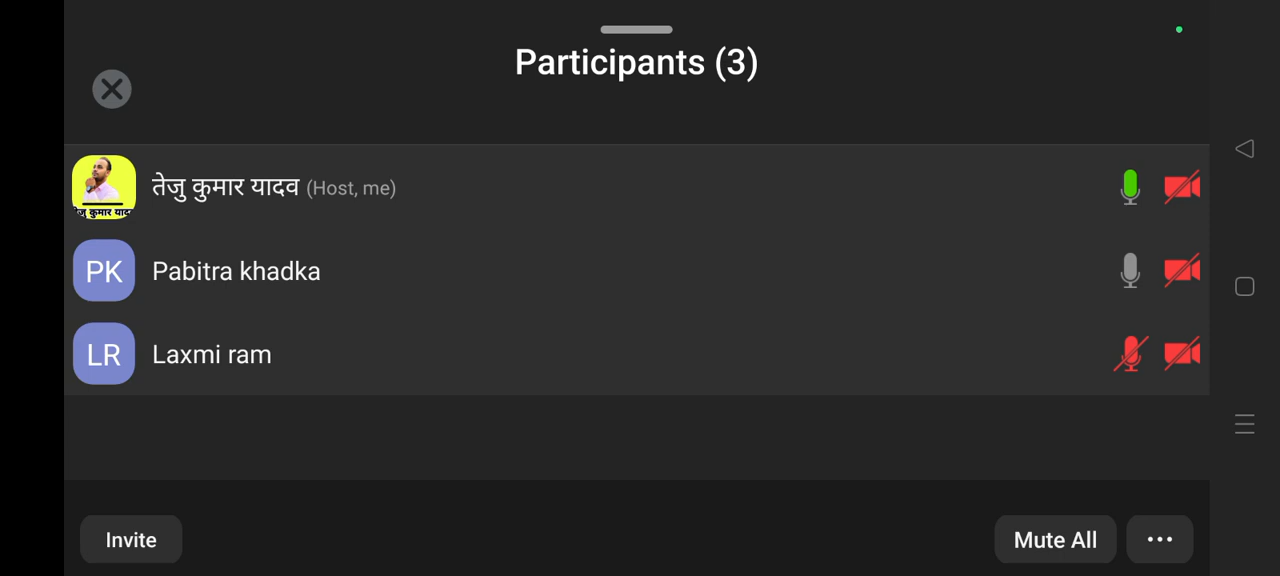 Participants (3)
तेजु कुमार यादव (Host, me)
PK Pabitra khadka
LR Laxmi ram
Invite Mute All